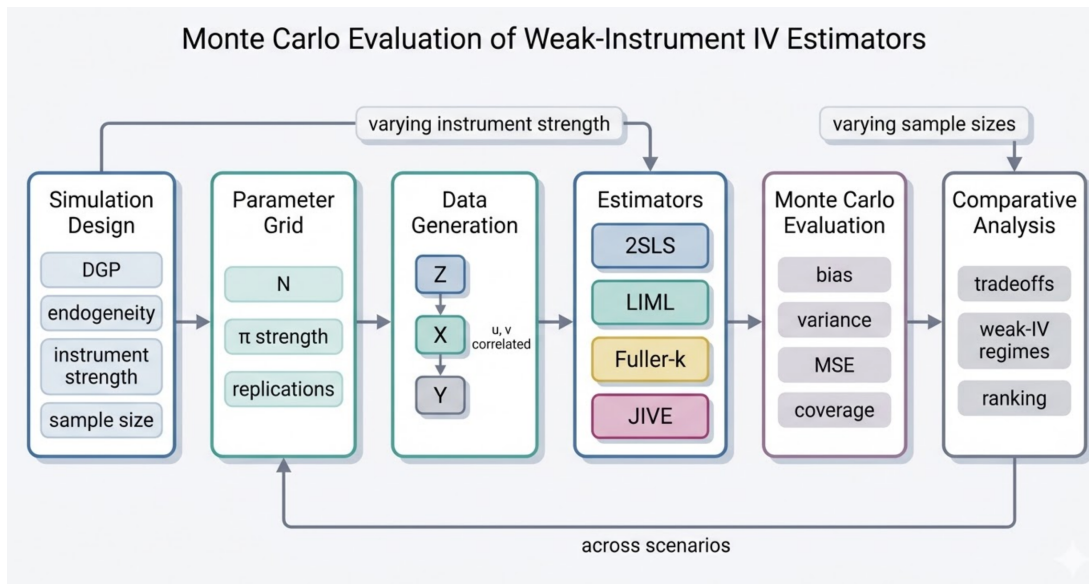 Monte Carlo Evaluation of Weak-Instrument IV Estimators
varying instrument strength
varying sample sizes
Simulation
Design
DGP
endogeneity
instrument
strength
sample size
Parameter
Grid
N
π strength
replications
Data
Generation
Z
X
u, v
correlated
Y
Estimators
2SLS
LIML
Fuller-k
JIVE
Monte Carlo
Evaluation
bias
variance
MSE
coverage
Comparative
Analysis
tradeoffs
weak-IV
regimes
ranking
across scenarios